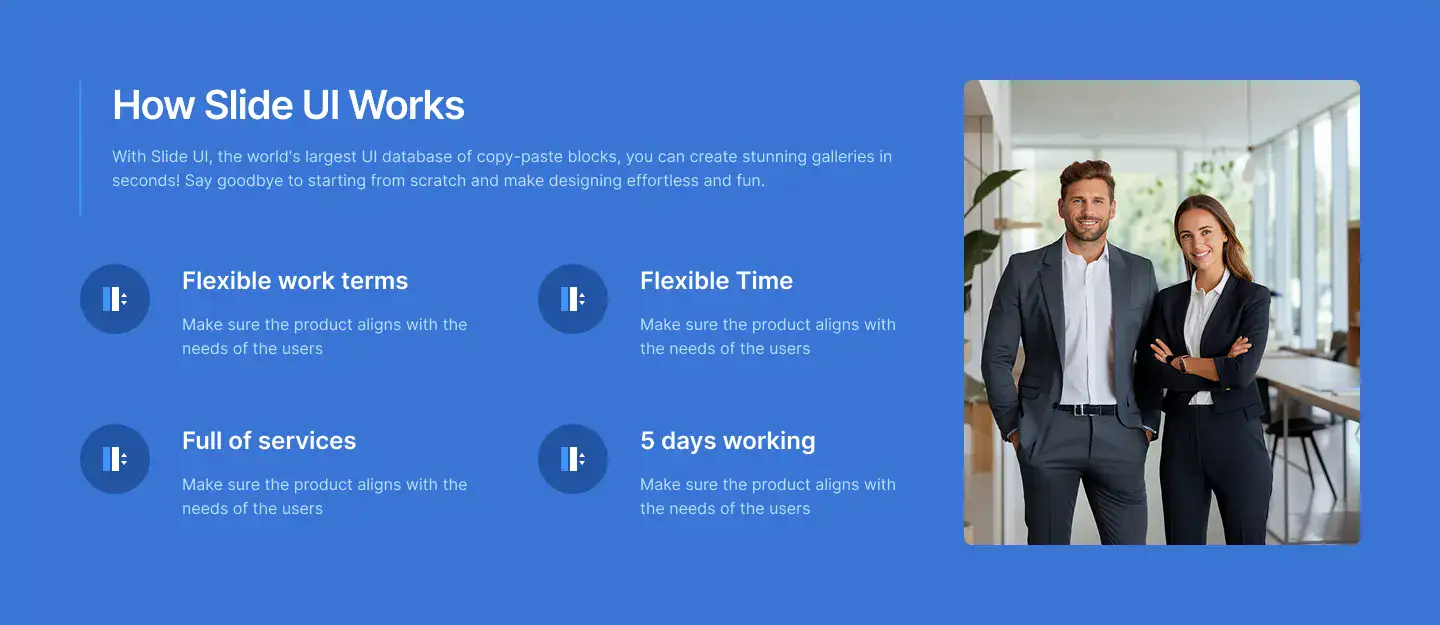 How Slide UI Works
With Slide UI, the world's largest UI database of copy-paste blocks, you can create stunning galleries in
seconds! Say goodbye to starting from scratch and make designing effortless and fun.
Flexible work terms
Make sure the product aligns with the
needs of the users
Flexible Time
Make sure the product aligns with
the needs of the users
Full of services
Make sure the product aligns with the
needs of the users
5 days working
Make sure the product aligns with
the needs of the users